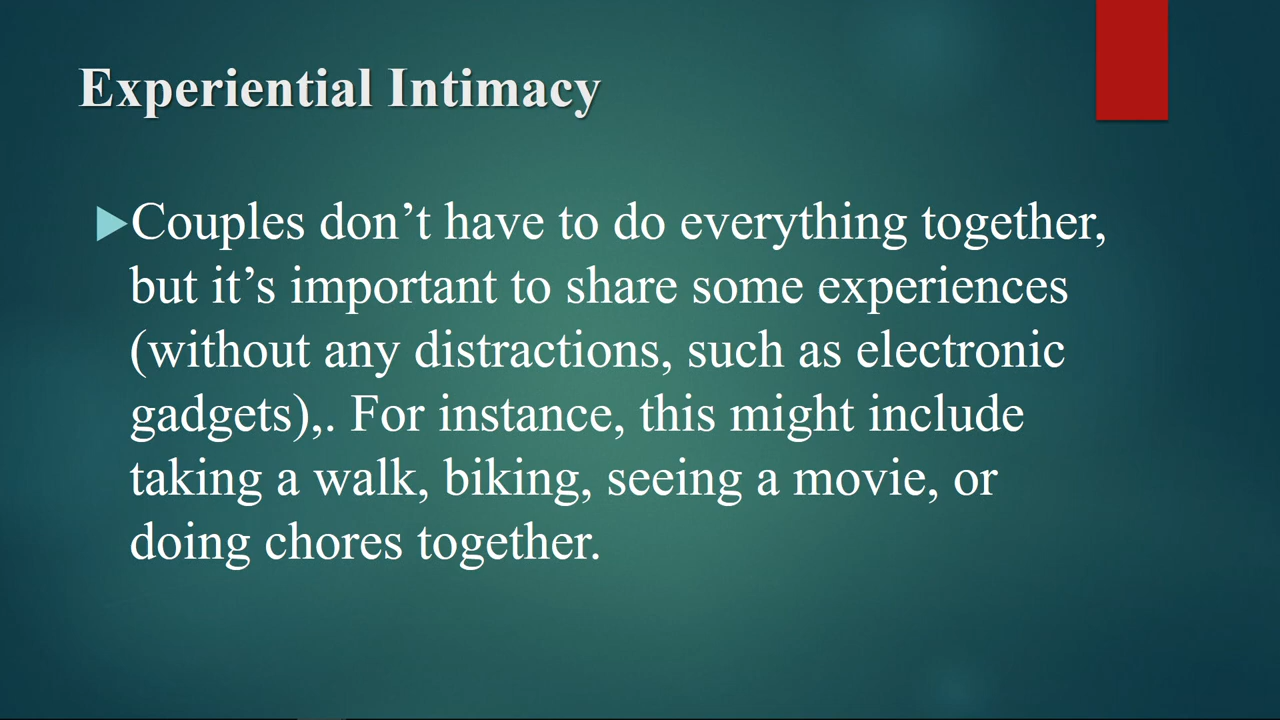 Experiential Intimacy
Couples don’t have to do everything together,
but it’s important to share some experiences
(without any distractions, such as electronic
gadgets),. For instance, this might include
taking a walk, biking, seeing a movie, or
doing chores together.